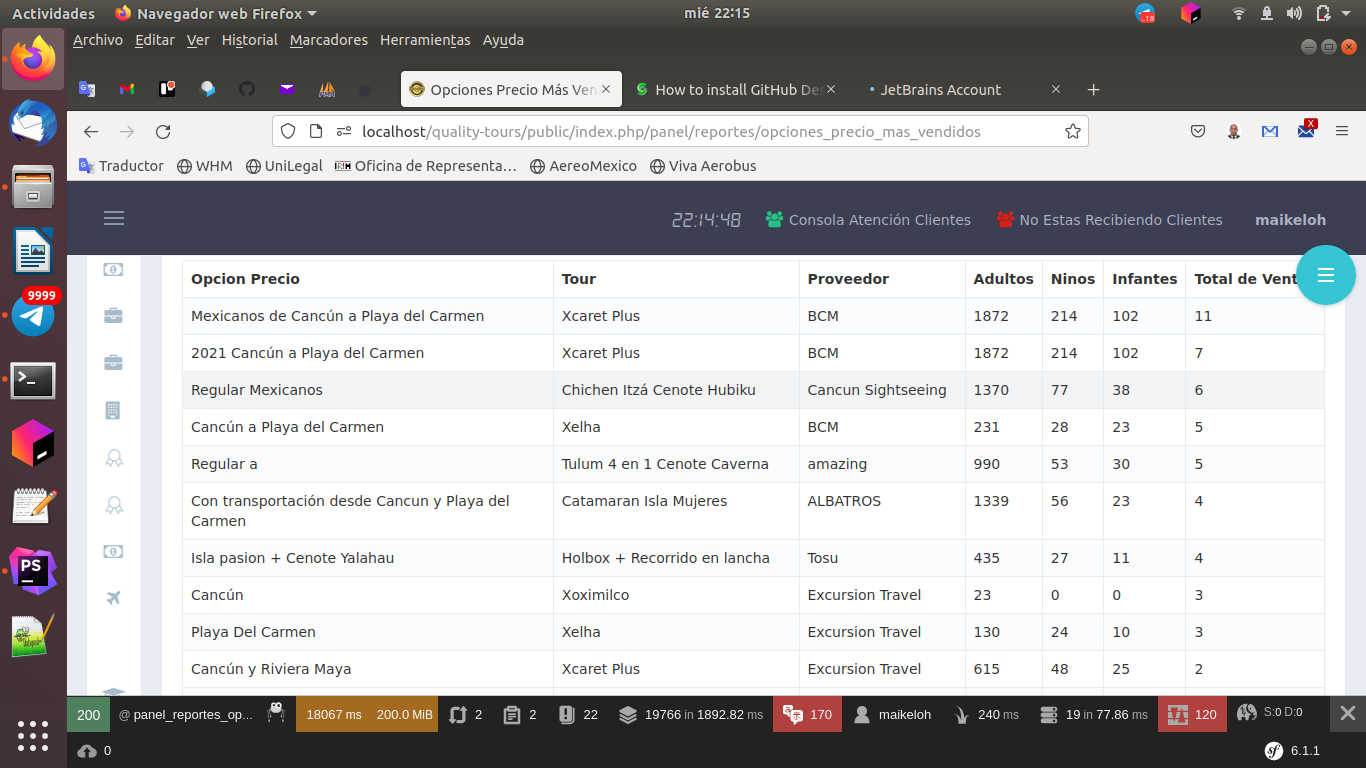 Actividades Navegador web Firefox mié 22:15 18
Archivo Editar Ver Historial Marcadores Herramientas Ayuda
Opciones Precio Más Ven How to install GitHub De JetBrains Account
localhost/quality-tours/public/index.php/panel/reportes/opciones_precio_mas_vendidos X
Traductor WHM UniLegal Oficina de Representa… AereoMexico Viva Aerobus
22:14:48 Consola Atención Clientes No Estas Recibiendo Clientes maikeloh
Opcion Precio Tour Proveedor Adultos Ninos Infantes Total de Vent
Mexicanos de Cancún a Playa del Carmen Xcaret Plus BCM 1872 214 102 11
2021 Cancún a Playa del Carmen Xcaret Plus BCM 1872 214 102 7
Regular Mexicanos Chichen Itzá Cenote Hubiku Cancun Sightseeing 1370 77 38 6
Cancún a Playa del Carmen Xelha BCM 231 28 23 5
Regular a Tulum 4 en 1 Cenote Caverna amazing 990 53 30 5
Con transportación desde Cancun y Playa del Catamaran Isla Mujeres ALBATROS 1339 56 23 4
Carmen
Isla pasion + Cenote Yalahau Holbox + Recorrido en lancha Tosu 435 27 11 4
Cancún Xoximilco Excursion Travel 23 0 0 3
Playa Del Carmen Xelha Excursion Travel 130 24 10 3
Cancún y Riviera Maya Xcaret Plus Excursion Travel 615 48 25 2
9999
PS
200 @ panel_reportes_op... 18067 ms 200.0 MiB 2 2 22 19766 in 1892.82 ms 170 maikeloh 240 ms 19 in 77.86 ms 120 S:0 D:0
0 sf 6.1.1